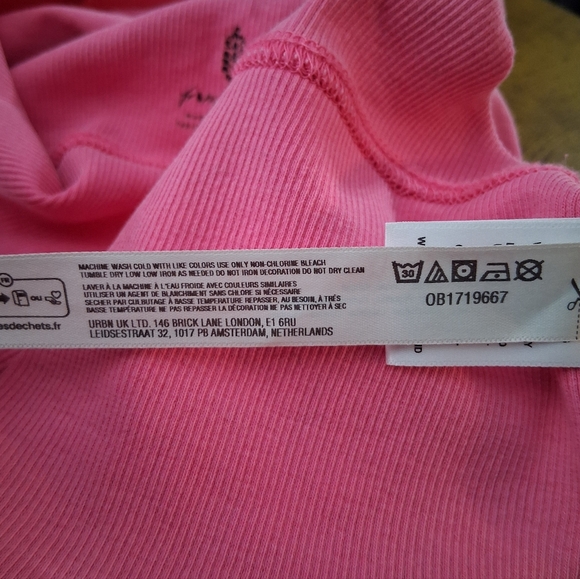 MACHINE WASH COLD WITH LIKE COLORS USE ONLY NON-CHLORINE BLEACH
TUMBLE DRY LOW LOW IRON AS NEEDED DO NOT IRON DECORATION DO NOT DRY CLEAN
LAVER À LA MACHINE À L'EAU FROIDE AVEC COULEURS SIMILAIRES
UTILISER UN AGENT DE BLANCHIMENT SANS CHLORE SI NÉCESSAIRE
SECHER PAR CULBUTAGE À BASSE TEMPÉRATURE REPASSER, AU BESOIN, À TRÈS
BASSE TEMPÉRATURE NE PAS REPASSER LA DÉCORATION NE PAS NETTOYER À SEC
URBN UK LTD. 146 BRICK LANE LONDON, E1 6RU
LEIDSESTRAAT 32, 1017 PB AMSTERDAM, NETHERLANDS
FR
OU
esdechets.fr
30
OB1719667